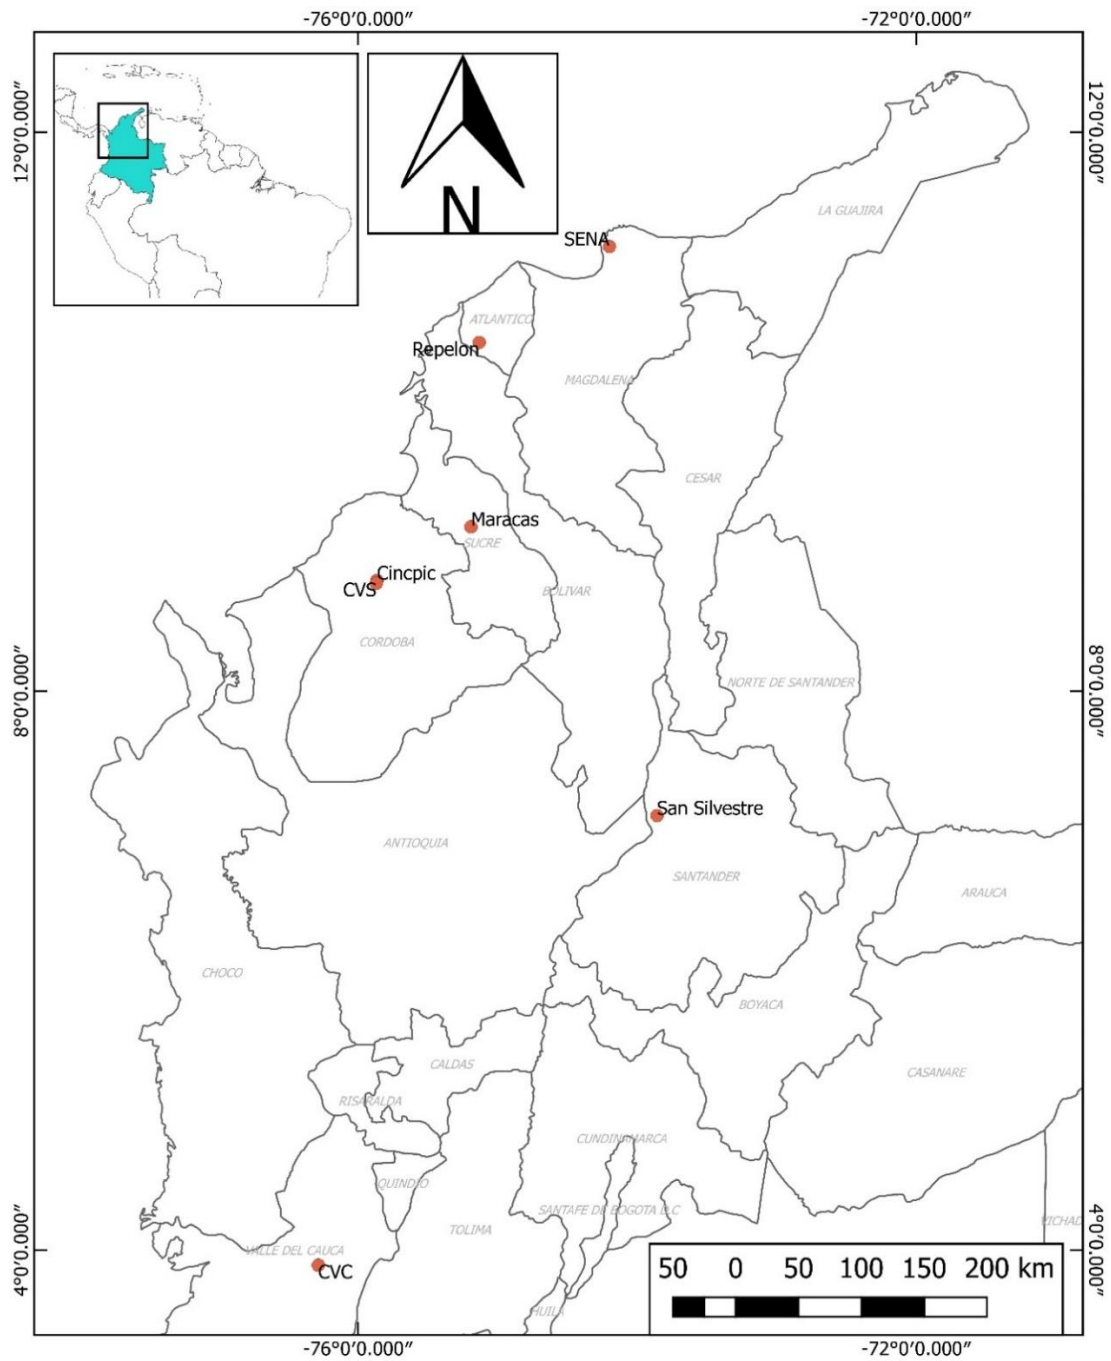 -76°0′0.000″
-72°0′0.000″
12°0′0.000″
12°0′0.000″
N
LA GUAJIRA
SENA
ATLANTICO
Repelon
MAGDALENA
CESAR
Maracas
SUCRE
Cincpic
CVS
BOLIVAR
CORDOBA
8°0′0.000″
8°0′0.000″
NORTE DE SANTANDER
San Silvestre
ANTIOQUIA
SANTANDER
ARAUCA
CHOCO
BOYACA
CALDAS
CASANARE
RISARALDA
CUNDINAMARCA
QUINDIO
SANTAFE DE BOGOTA D.C
TOLIMA
VICHAD
4°0′0.000″
4°0′0.000″
VALLE DEL CAUCA
CVC
50 0 50 100 150 200 km
HUILA
-76°0′0.000″
-72°0′0.000″